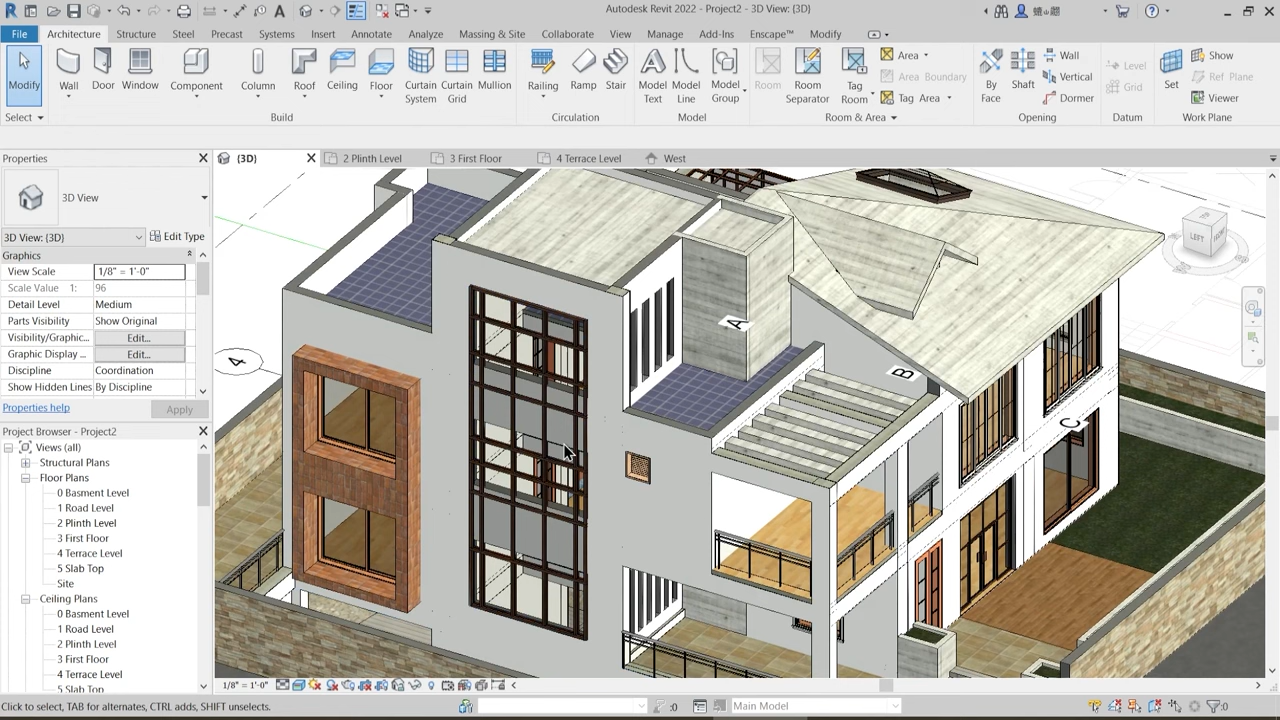 Autodesk Revit 2022 - Project2 - 3D View: {3D}
File Architecture Structure Steel Precast Systems Insert Annotate Analyze Massing & Site Collaborate View Manage Add-Ins Enscape™ Modify
Modify
Wall
Door
Window
Component
Column
Roof
Ceiling
Floor
Curtain System
Curtain Grid
Mullion
Railing
Ramp
Stair
Model Text
Model Line
Model Group
Room
Room Separator
Tag Room
Area
Area Boundary
Tag Area
By Face
Shaft
Wall
Vertical
Dormer
Level
Grid
Set
Show
Ref Plane
Viewer
Select
Build
Circulation
Model
Room & Area
Opening
Datum
Work Plane
Properties
{3D}
2 Plinth Level
3 First Floor
4 Terrace Level
West
3D View
3D View: {3D}
Edit Type
Graphics
View Scale 1/8" = 1'-0"
Scale Value 1: 96
Detail Level Medium
Parts Visibility Show Original
Visibility/Graphic... Edit...
Graphic Display ... Edit...
Discipline Coordination
Show Hidden Lines By Discipline
Properties help
Apply
Project Browser - Project2
Views (all)
Structural Plans
Floor Plans
0 Basment Level
1 Road Level
2 Plinth Level
3 First Floor
4 Terrace Level
5 Slab Top
Site
Ceiling Plans
0 Basment Level
1 Road Level
2 Plinth Level
3 First Floor
4 Terrace Level
5 Slab Top
4
A
B
C
LEFT
1/8" = 1'-0"
Click to select, TAB for alternates, CTRL adds, SHIFT unselects.
:0
Main Model
:0